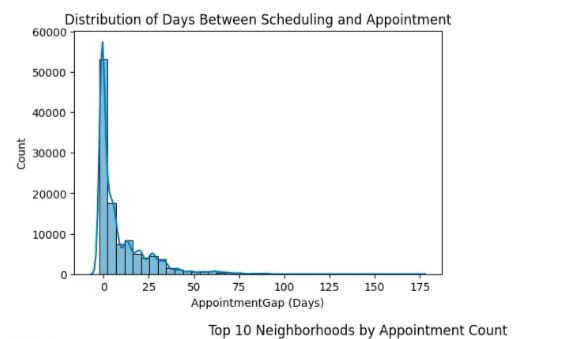 Distribution of Days Between Scheduling and Appointment
60000
50000
40000
30000
20000
10000
0
Count
0 25 50 75 100 125 150 175
AppointmentGap (Days)
Top 10 Neighborhoods by Appointment Count